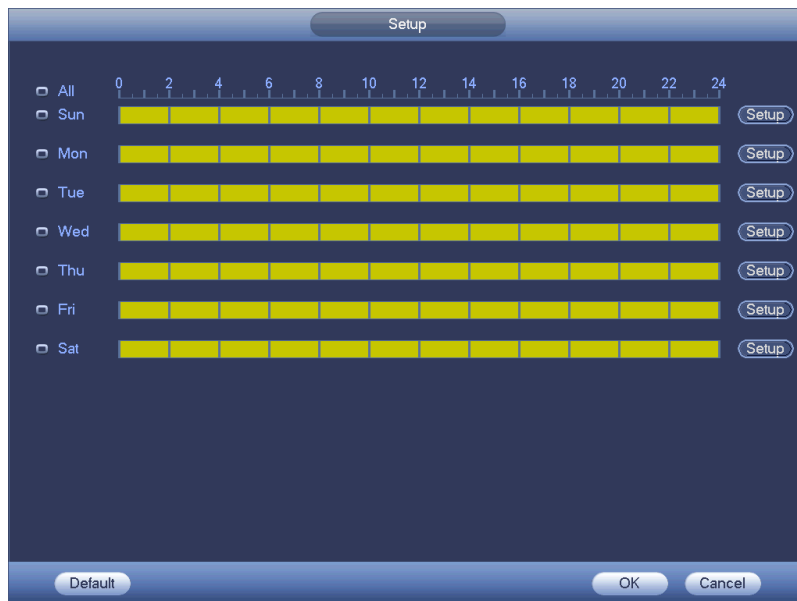 Setup
All 0 2 4 6 8 10 12 14 16 18 20 22 24
Sun Setup
Mon Setup
Tue Setup
Wed Setup
Thu Setup
Fri Setup
Sat Setup
Default OK Cancel